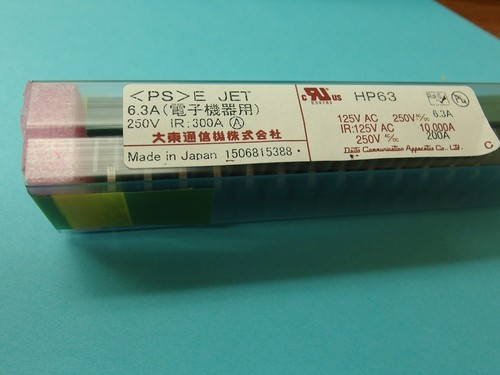 <PS>E JET
6.3A(電子機器用)
250V IR:300A Ⓐ
大東通信機株式会社
Made in Japan 1506815388
c RU us
HP63
125V AC 250V
6.3A
IR:125V AC 10,000A
250V 200A
Daito Communication Apparatus Co., Ltd.
C